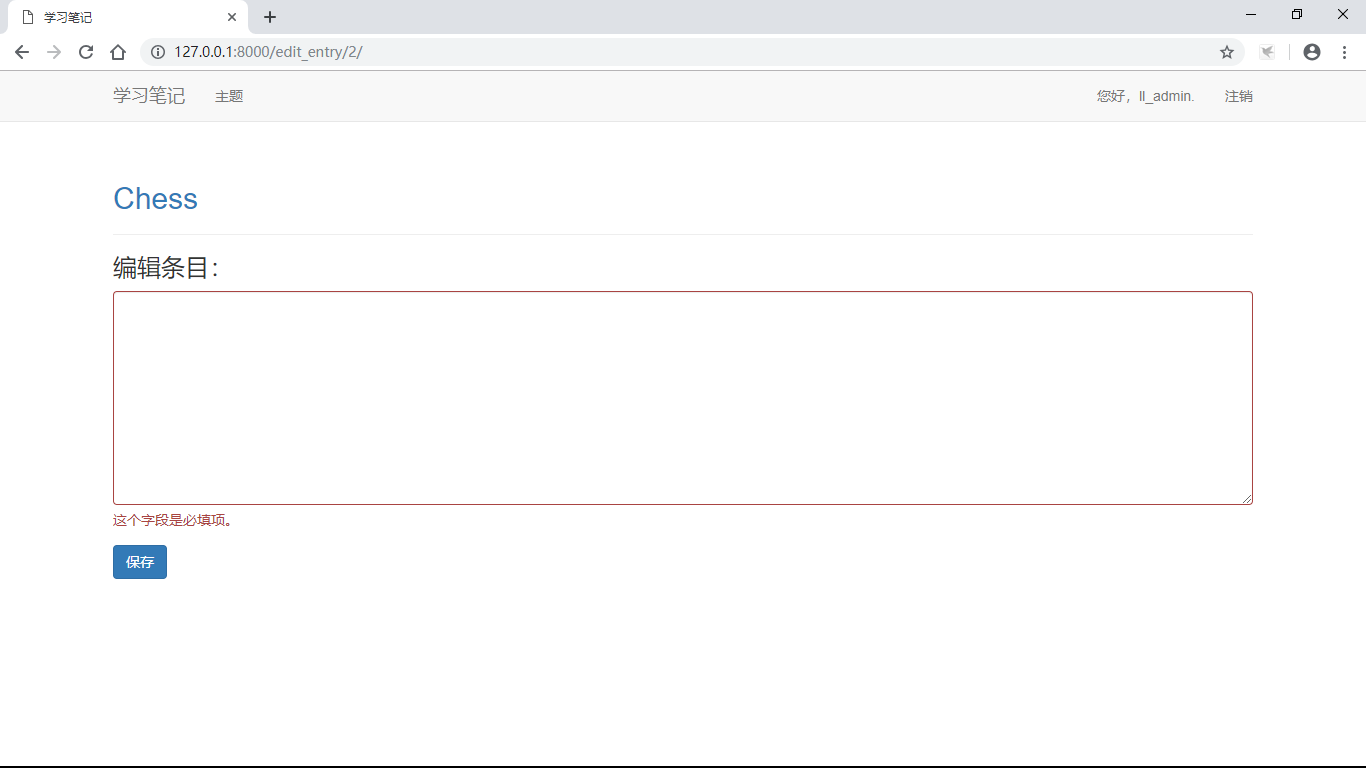 学习笔记
127.0.0.1:8000/edit_entry/2/
学习笔记 主题 您好，ll_admin. 注销
Chess
编辑条目：
这个字段是必填项。
保存